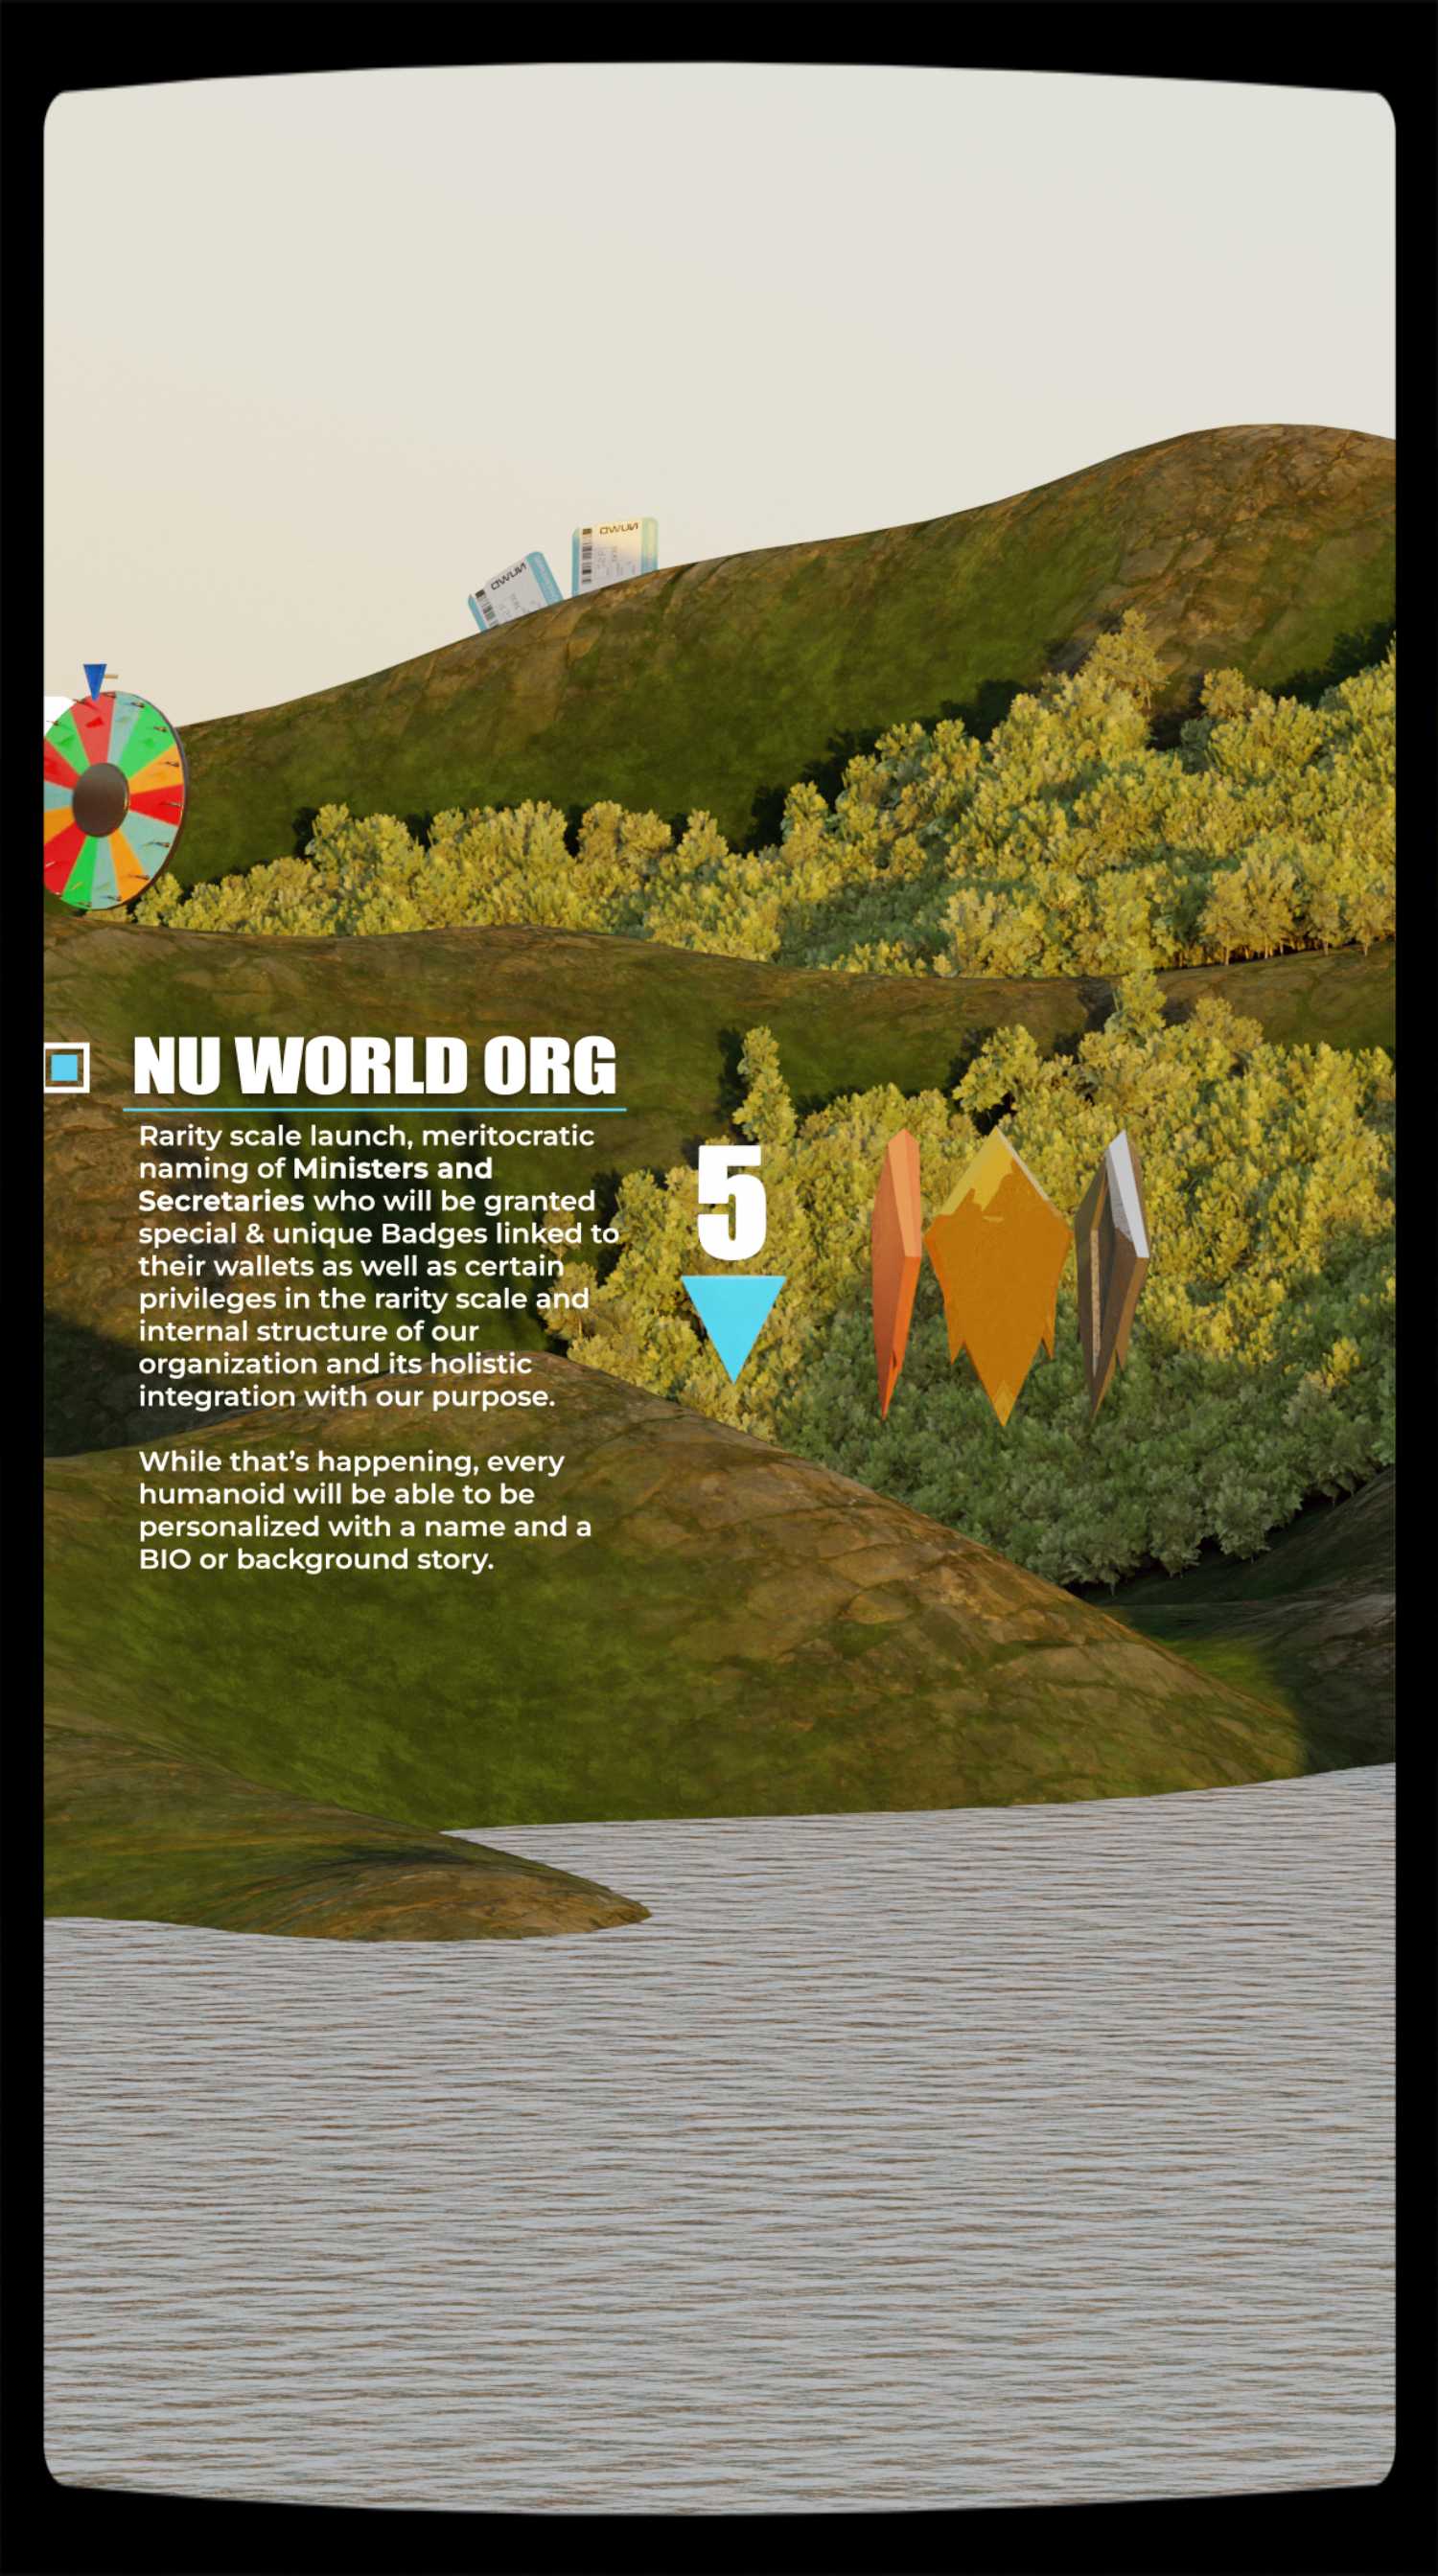 NU WORLD ORG
Rarity scale launch, meritocratic
naming of Ministers and
Secretaries who will be granted
special & unique Badges linked to
their wallets as well as certain
privileges in the rarity scale and
internal structure of our
organization and its holistic
integration with our purpose.
While that's happening, every
humanoid will be able to be
personalized with a name and a
BIO or background story.
5